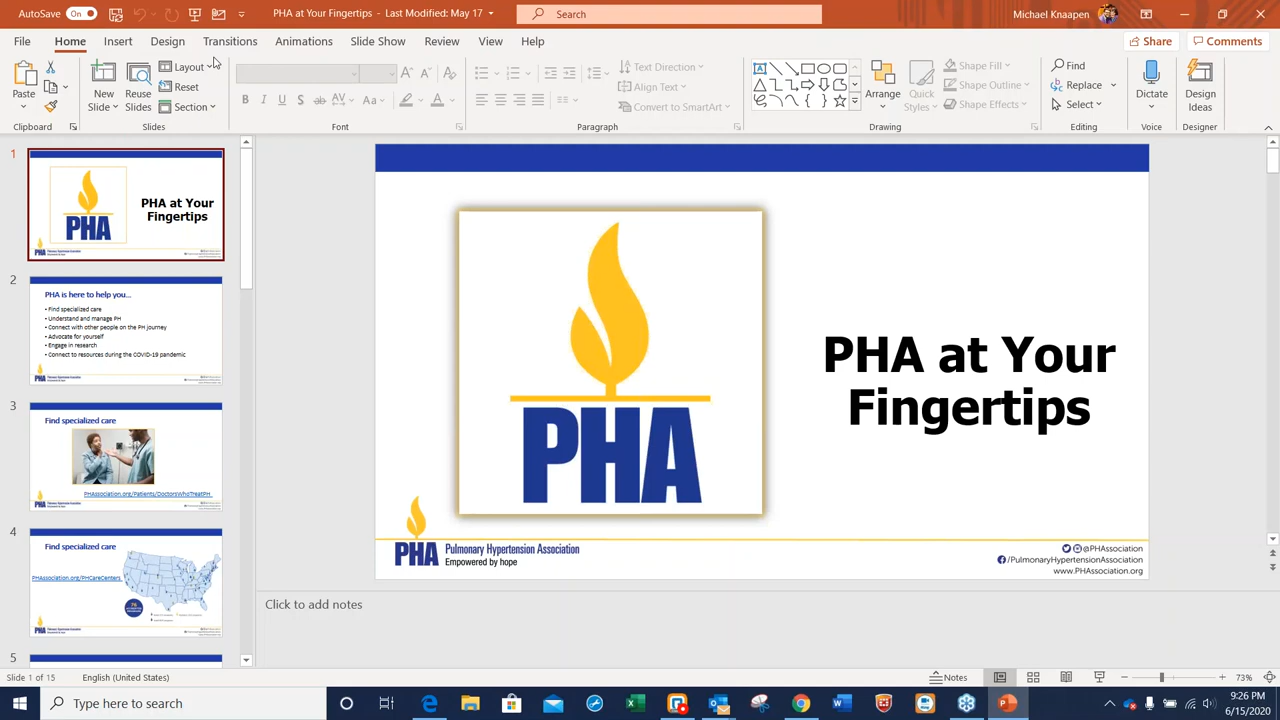 AutoSave On
PHA at Your Fingertips - Last Modified: May 17
Search
Michael Knaapen
File Home Insert Design Transitions Animations Slide Show Review View Help
Share Comments
Paste
New Slide
Reuse Slides
Layout
Reset
Section
Text Direction
Align Text
Convert to SmartArt
Arrange
Quick Styles
Shape Fill
Shape Outline
Shape Effects
Find
Replace
Select
Dictate
Design Ideas
Clipboard Slides Font Paragraph Drawing Editing Voice Designer
1
PHA
PHA at Your
Fingertips
2
PHA is here to help you...
• Find specialized care
• Understand and manage PH
• Connect with other people on the PH journey
• Advocate for yourself
• Engage in research
• Connect to resources during the COVID-19 pandemic
3
Find specialized care
PHAssociation.org/Patients/DoctorsWhoTreatPH
4
Find specialized care
PHAssociation.org/PHCareCenters
76
5
PHA
PHA at Your
Fingertips
PHA Pulmonary Hypertension Association
Empowered by hope
@PHAssociation
/PulmonaryHypertensionAssociation
www.PHAssociation.org
Click to add notes
Slide 1 of 15 English (United States)
Notes
73%
Type here to search
9:26 PM
6/15/2020